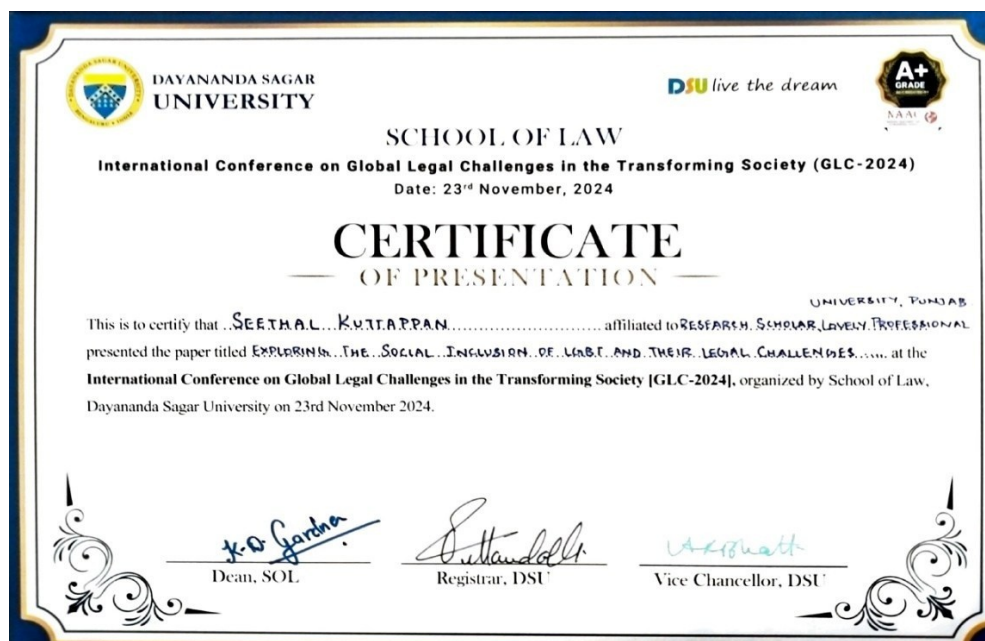 DAYANANDA SAGAR
UNIVERSITY
DSU live the dream
A+
GRADE
NAAC
SCHOOL OF LAW
International Conference on Global Legal Challenges in the Transforming Society (GLC-2024)
Date: 23rd November, 2024
CERTIFICATE
OF PRESENTATION
UNIVERSITY, PUNJAB
This is to certify that SEETHAL KUTTAPPAN affiliated to RESEARCH SCHOLAR, LOVELY PROFESSIONAL
presented the paper titled EXPLORING THE SOCIAL INCLUSION OF LGBT AND THEIR LEGAL CHALLENGES at the
International Conference on Global Legal Challenges in the Transforming Society [GLC-2024], organized by School of Law,
Dayananda Sagar University on 23rd November 2024.
Dean, SOL
Registrar, DSU
Vice Chancellor, DSU